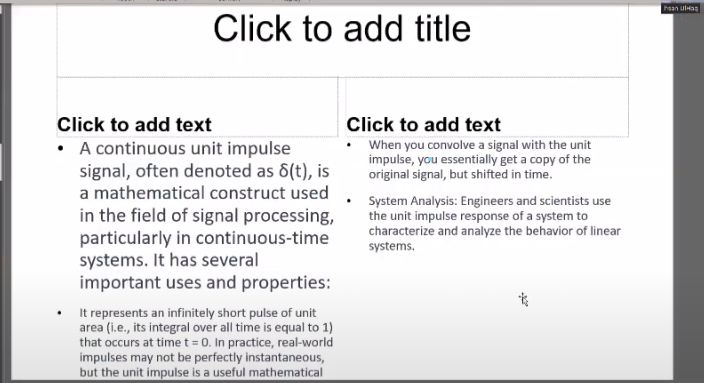 Click to add title
Click to add text
• A continuous unit impulse
signal, often denoted as δ(t), is
a mathematical construct used
in the field of signal processing,
particularly in continuous-time
systems. It has several
important uses and properties:
• It represents an infinitely short pulse of unit
area (i.e., its integral over all time is equal to 1)
that occurs at time t = 0. In practice, real-world
impulses may not be perfectly instantaneous,
but the unit impulse is a useful mathematical
Click to add text
• When you convolve a signal with the unit
impulse, you essentially get a copy of the
original signal, but shifted in time.
• System Analysis: Engineers and scientists use
the unit impulse response of a system to
characterize and analyze the behavior of linear
systems.